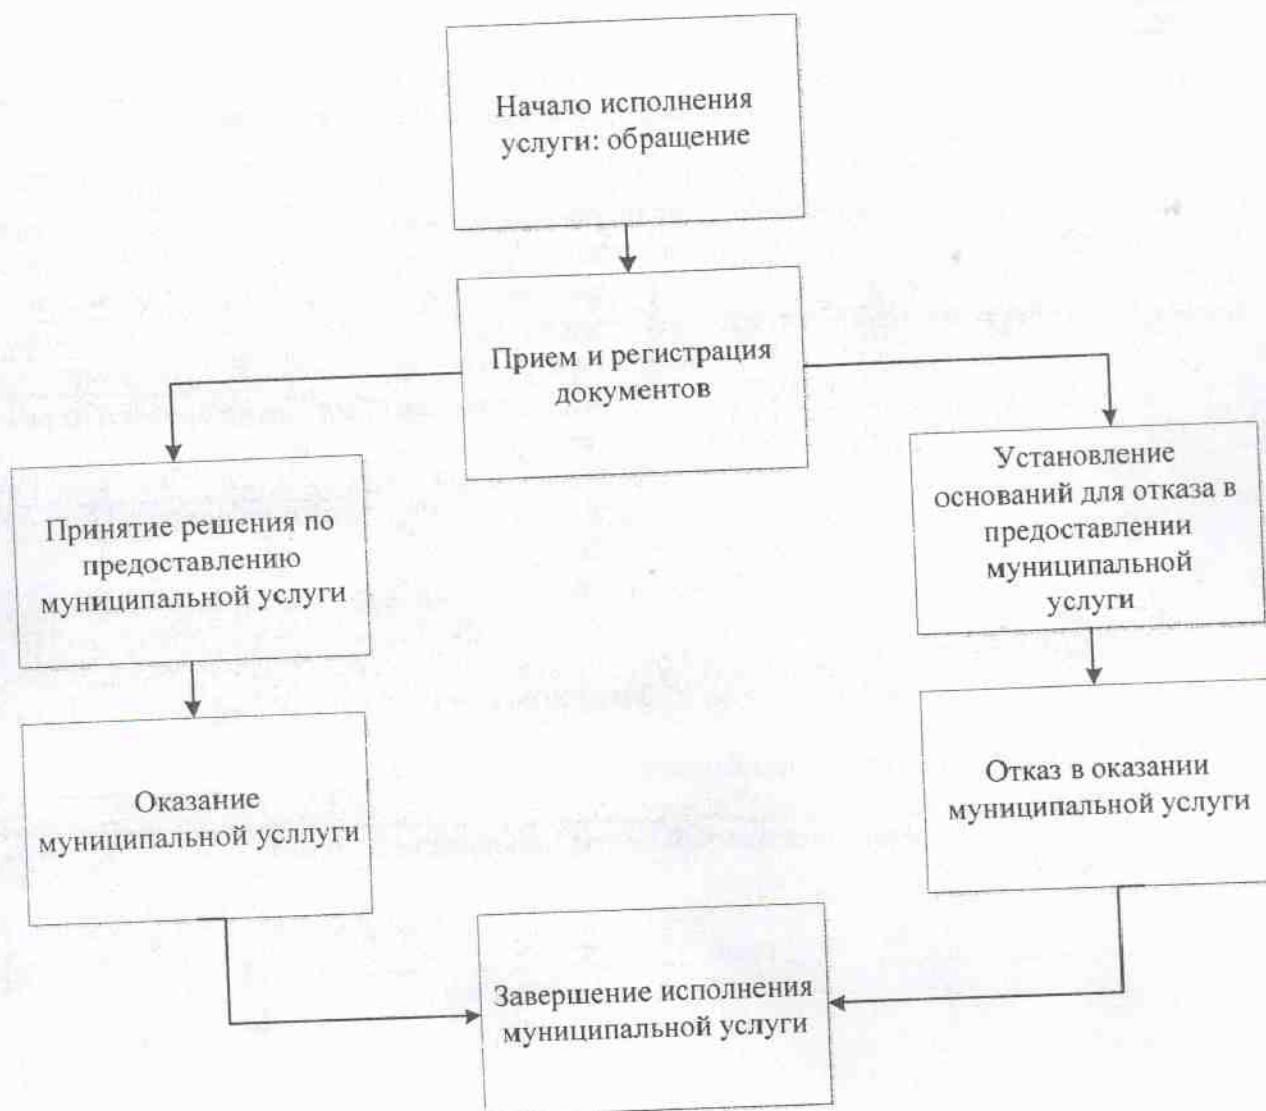 Начало исполнения
услуги: обращение
Прием и регистрация
документов
Принятие решения по
предоставлению
муниципальной услуги
Установление
оснований для отказа в
предоставлении
муниципальной
услуги
Оказание
муниципальной усллуги
Отказ в оказании
муниципальной услуги
Завершение исполнения
муниципальной услуги